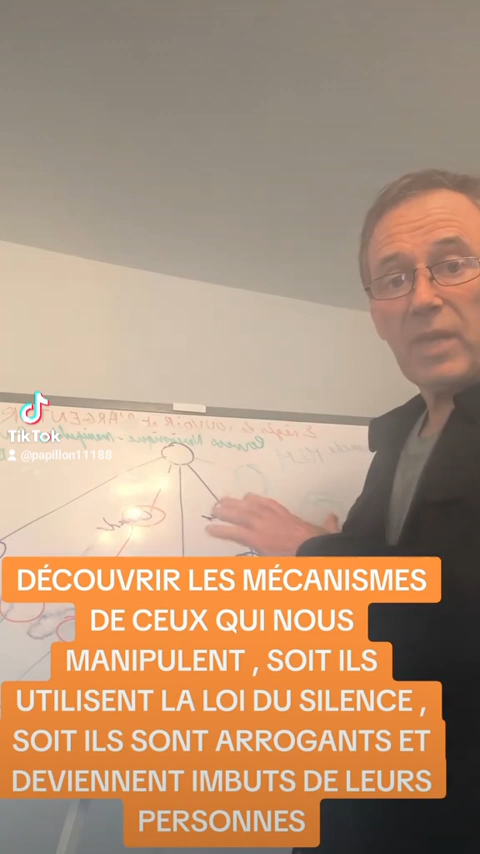 TikTok
@papillon11188
DÉCOUVRIR LES MÉCANISMES
DE CEUX QUI NOUS
MANIPULENT , SOIT ILS
UTILISENT LA LOI DU SILENCE ,
SOIT ILS SONT ARROGANTS ET
DEVIENNENT IMBUTS DE LEURS
PERSONNES